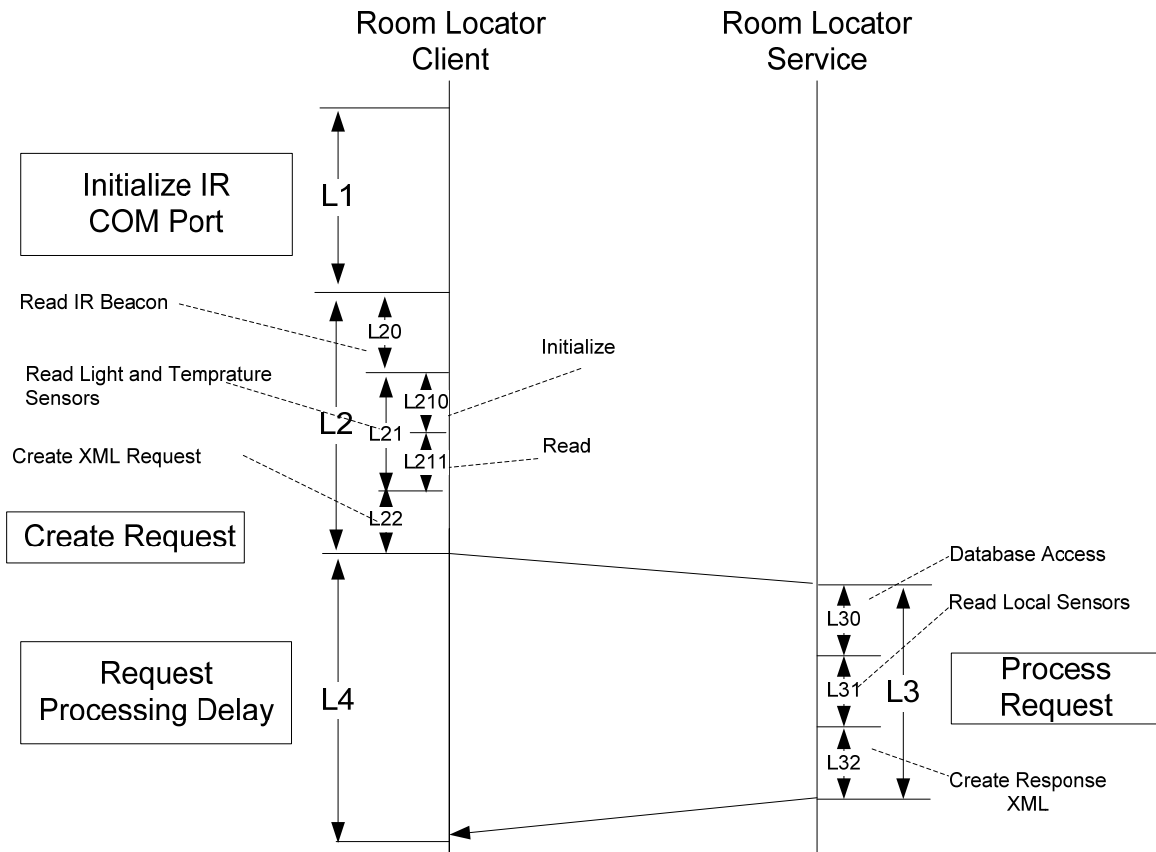 Room Locator
Client
Room Locator
Service
Initialize IR
COM Port
L1
Read IR Beacon
L20
Initialize
Read Light and Temprature
Sensors
L210
L2
L21
Read
Create XML Request
L211
L22
Create Request
Database Access
Read Local Sensors
L30
Request
Processing Delay
L4
L31
L3
Process
Request
L32
Create Response
XML